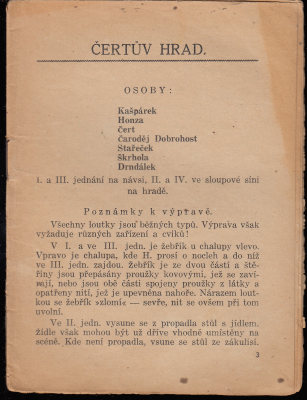 ČERTŮV HRAD.
OSOBY:
Kašpárek
Honza
Čert
Čaroděj Dobrohost
Stařeček
Škrhola
Drndálek
I. a III. jednání na návsi, II. a IV. ve sloupové síni
na hradě.
Poznámky k výpravě.
Všechny loutky jsou běžných typů. Výprava však
vyžaduje různých zařízení a cviků!
V I. a ve III. jedn. je žebřík u chalupy vlevo.
Vpravo je chalupa, kde H. prosí o nocleh a do níž
ve III. jedn. zajdou. Žebřík je ze dvou částí a ště-
říny jsou přepásány proužky kovovými, jež se zaví-
rají, nebo jsou obě části spojeny proužky z látky a
opatřeny nití, jež je upevněna nahoře. Nárazem lout-
kou se žebřík »zlomí« — sevře, nit se ovšem při tom
uvolní.
Ve II. jedn. vysune se z propadla stůl s jídlem.
židle však mohou být už dříve vhodně umístěny na
scéně. Kde není propadla, vsune se stůl ze zákulisí.
3